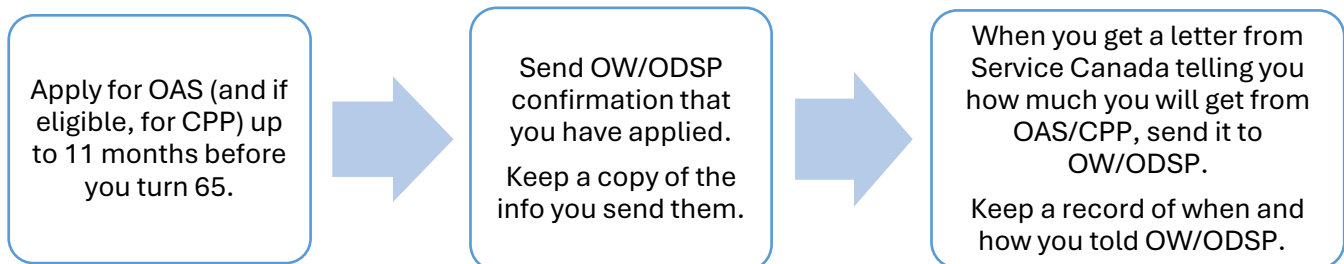 Apply for OAS (and if
eligible, for CPP) up
to 11 months before
you turn 65.
Send OW/ODSP
confirmation that
you have applied.
Keep a copy of the
info you send them.
When you get a letter from
Service Canada telling you
how much you will get from
OAS/CPP, send it to
OW/ODSP.
Keep a record of when and
how you told OW/ODSP.